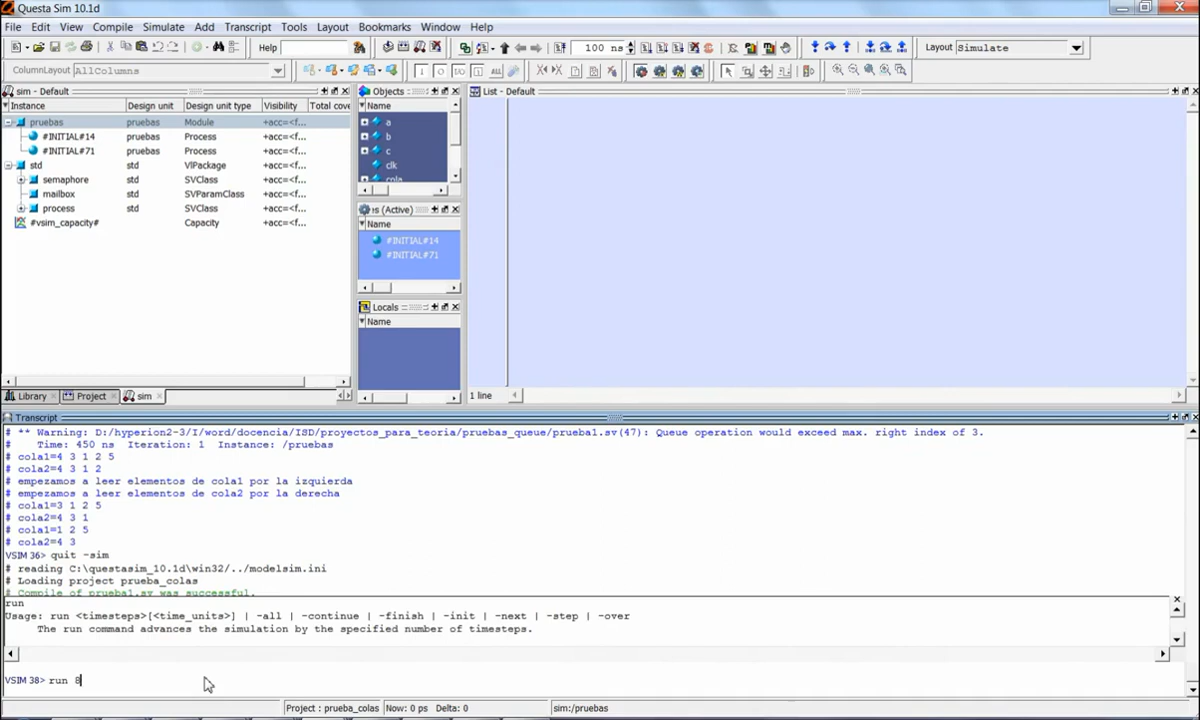 Questa Sim 10.1d
File Edit View Compile Simulate Add Transcript Tools Layout Bookmarks Window Help
Help 100 ns Layout Simulate
ColumnLayout AllColumns
sim - Default
Instance Design unit Design unit type Visibility Total cove
pruebas pruebas Module +acc=<f...
#INITIAL#14 pruebas Process +acc=<f...
#INITIAL#71 pruebas Process +acc=<f...
std std VlPackage +acc=<f...
semaphore std SVClass +acc=<f...
mailbox std SVParamClass +acc=<f...
process std SVClass +acc=<f...
#vsim_capacity# Capacity +acc=<f...
Library Project sim
Objects
Name
a
b
c
clk
cola
es (Active)
Name
#INITIAL#14
#INITIAL#71
Locals
Name
List - Default
1 line
Transcript
# ** Warning: D:/hyperion2-3/I/word/docencia/ISD/proyectos_para_teoria/pruebas_queue/prueba1.sv(47): Queue operation would exceed max. right index of 3.
# Time: 450 ns Iteration: 1 Instance: /pruebas
# cola1=4 3 1 2 5
# cola2=4 3 1 2
# empezamos a leer elementos de cola1 por la izquierda
# empezamos a leer elementos de cola2 por la derecha
# cola1=3 1 2 5
# cola2=4 3 1
# cola1=1 2 5
# cola2=4 3
VSIM 36> quit -sim
# reading C:\questasim_10.1d\win32/../modelsim.ini
# Loading project prueba_colas
# Compile of prueba1.sv was successful.
run
Usage: run <timesteps>[<time_units>] | -all | -continue | -finish | -init | -next | -step | -over
The run command advances the simulation by the specified number of timesteps.
VSIM 38> run 8
Project : prueba_colas Now: 0 ps Delta: 0 sim:/pruebas